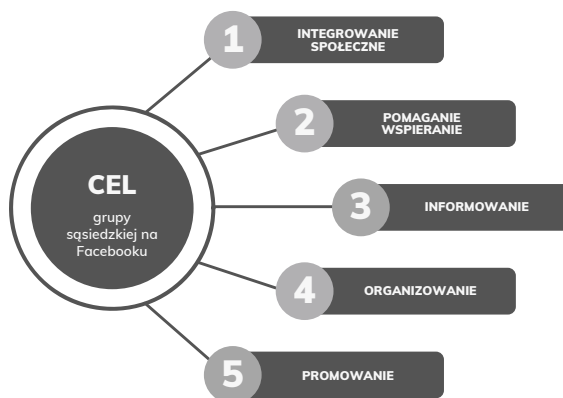 CEL
grupy
sąsiedzkiej na
Facebooku
1
INTEGROWANIE
SPOŁECZNE
2
POMAGANIE
WSPIERANIE
3
INFORMOWANIE
4
ORGANIZOWANIE
5
PROMOWANIE